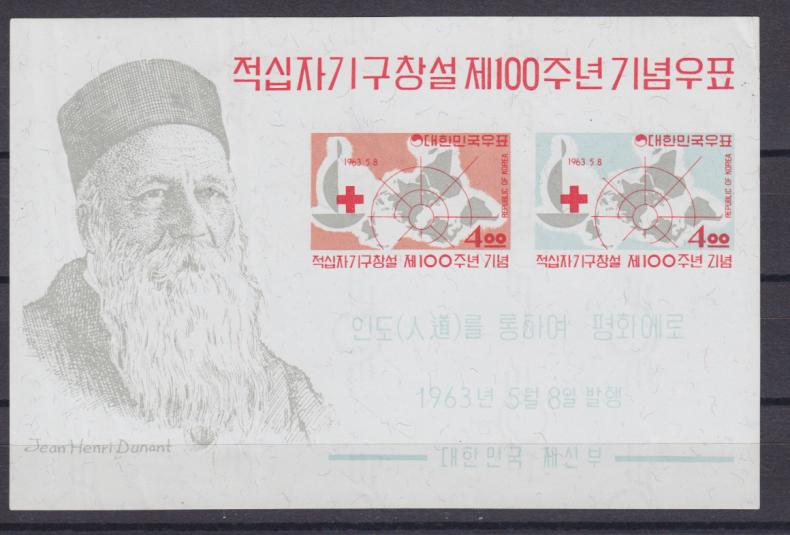 적십자기구창설 제100주년기념우표
대한민국우표
1963.5.8
REPUBLIC OF KOREA
4.00
적십자기구창설 제100주년 기념
대한민국우표
1963.5.8
REPUBLIC OF KOREA
4.00
적십자기구창설 제100주년 기념
인도(人道)를 통하여 평화에로
1963년 5월 8일 발행
대한민국 체신부
Jean Henri Dunant